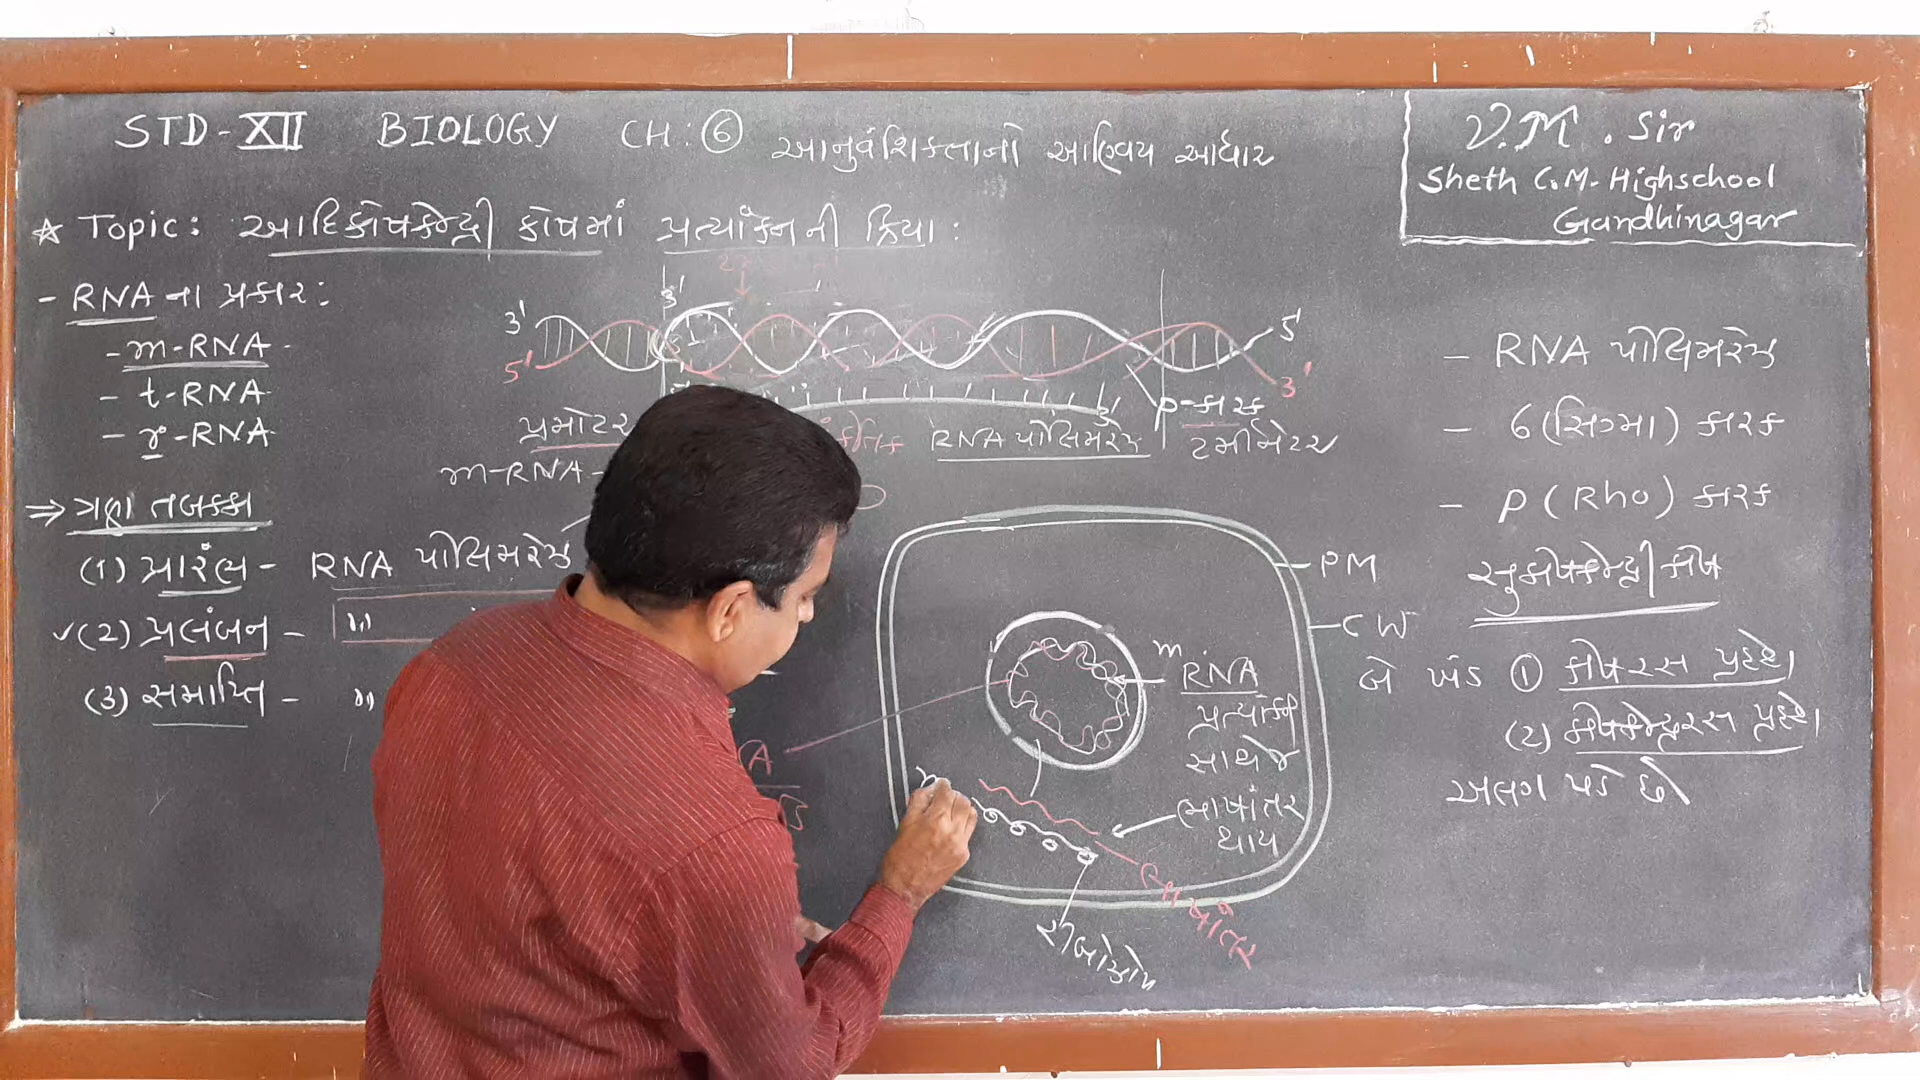 STD-XII BIOLOGY CH: 6 આનુવંશિકતાનો આણ્વિય આધાર
V.M. Sir
Sheth C.M. Highschool
Gandhinagar
☆ Topic: આદિકોષકેન્દ્રી કોષમાં પ્રત્યાંકનની ક્રિયા:
- RNA ના પ્રકાર:
- m-RNA -
- t-RNA
- r-RNA
⇒ ત્રણ તબક્કા
(1) પ્રારંભ - RNA પોલિમરેઝ
✓(2) પ્રલંબન - ",
(3) સમાપ્તિ - ",
3' 3' 5'
5' 3'
3' ρ-કારક
પ્રમોટર RNA પોલિમરેઝ ટર્મીનેટર
m-RNA -
PM
CW
m
RNA
પ્રત્યાંકન
સાથે જ
ભાષાંતર
થાય
ભાષાંતર
રીબોઝોમ
- RNA પોલિમરેઝ
- σ (સિગ્મા) કારક
- ρ (Rho) કારક
સુકોષકેન્દ્રી કોષ
બે ખંડ ① કોષરસ પ્રદેશ
(2) કોષકેન્દ્રરસ પ્રદેશ
અલગ પડે છે